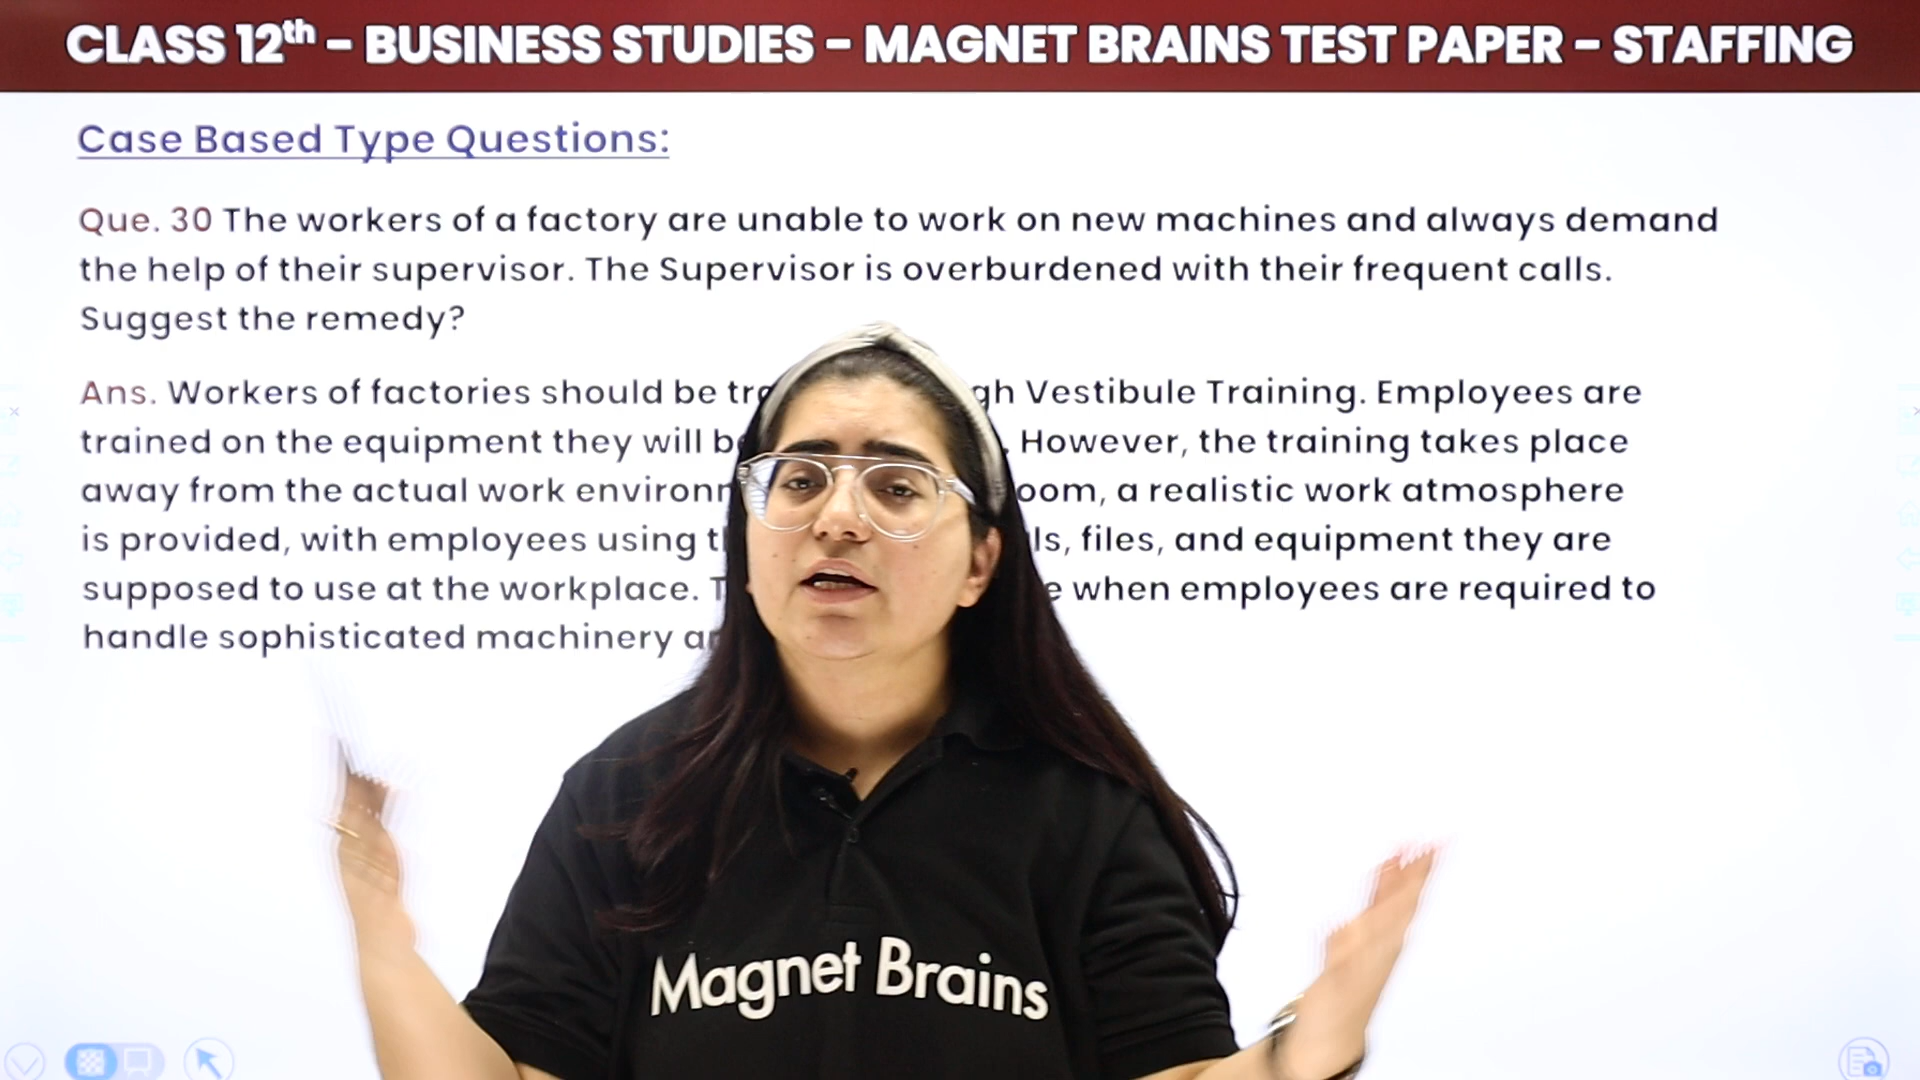 CLASS 12th - BUSINESS STUDIES - MAGNET BRAINS TEST PAPER - STAFFING
Case Based Type Questions:
Que. 30 The workers of a factory are unable to work on new machines and always demand
the help of their supervisor. The Supervisor is overburdened with their frequent calls.
Suggest the remedy?
Ans. Workers of factories should be Vestibule Training. Employees are
trained on the equipment they will However, the training takes place
away from the actual work a realistic work atmosphere
is provided, with employees using files, and equipment they are
supposed to use at the workplace. when employees are required to
handle sophisticated machinery
Magnet Brains